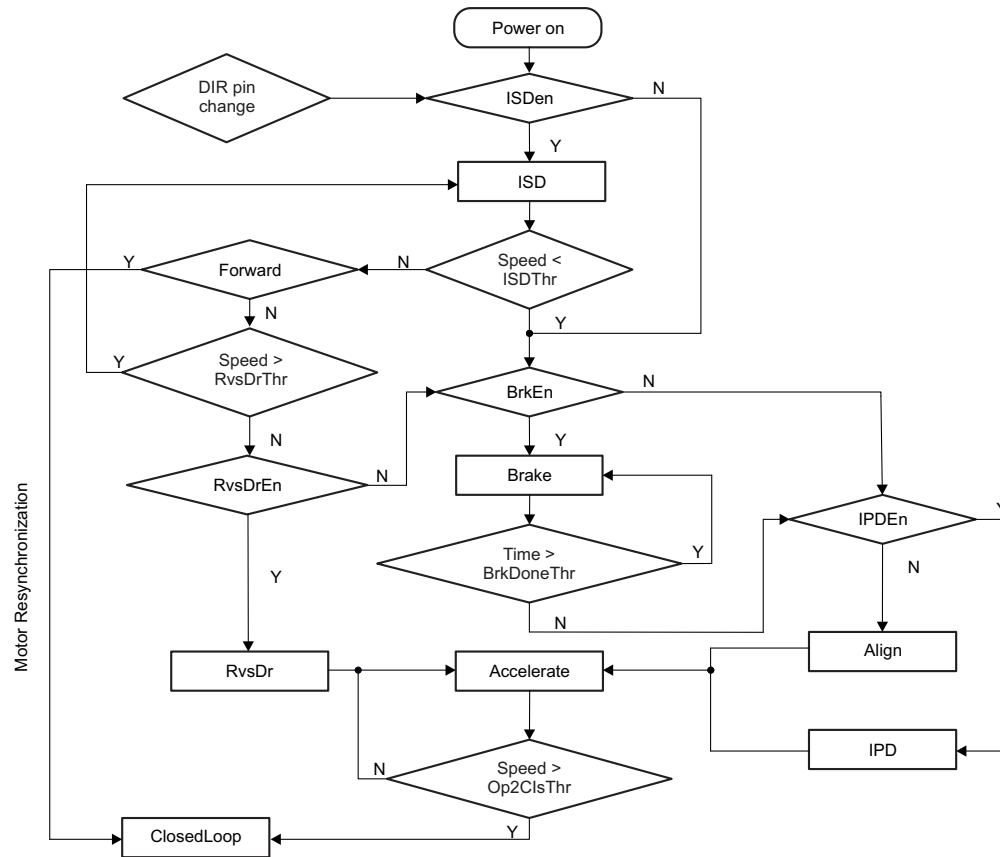 Power on
DIR pin
change
ISDen
N
Y
ISD
Y
Forward
N
Speed <
ISDThr
N
Y
Y
Speed >
RvsDrThr
BrkEn
N
N
Y
RvsDrEn
N
Brake
IPDEn
Y
Time >
BrkDoneThr
Y
N
Y
N
Motor Resynchronization
Align
RvsDr
Accelerate
IPD
N
Speed >
Op2ClsThr
Y
ClosedLoop